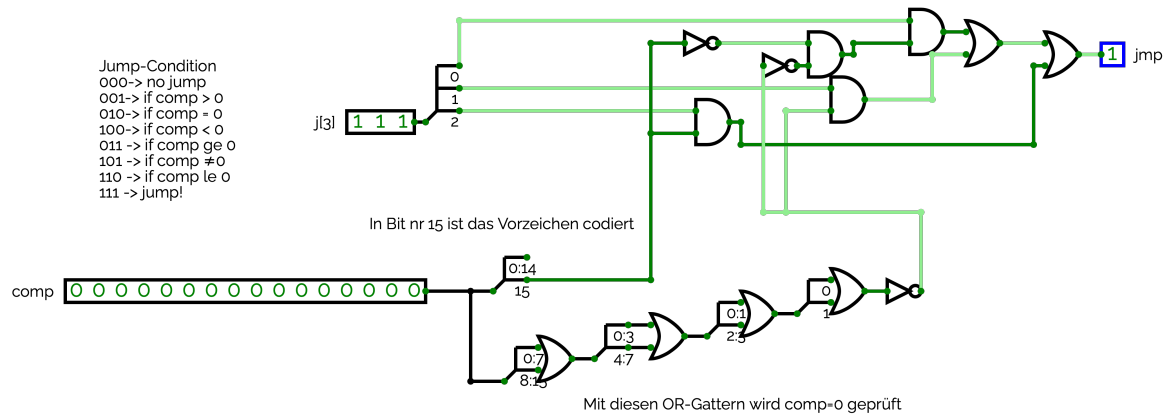 Jump-Condition
000-> no jump
001-> if comp > 0
010-> if comp = 0
100-> if comp < 0
011 -> if comp ge 0
101 -> if comp ≠0
110 -> if comp le 0
111 -> jump!
0
1
2
j[3]
1 1 1
1
jmp
In Bit nr 15 ist das Vorzeichen codiert
comp
0 0 0 0 0 0 0 0 0 0 0 0 0 0 0 0
0:14
15
0:7
8:15
0:3
4:7
0:1
2:3
0
1
Mit diesen OR-Gattern wird comp=0 geprüft